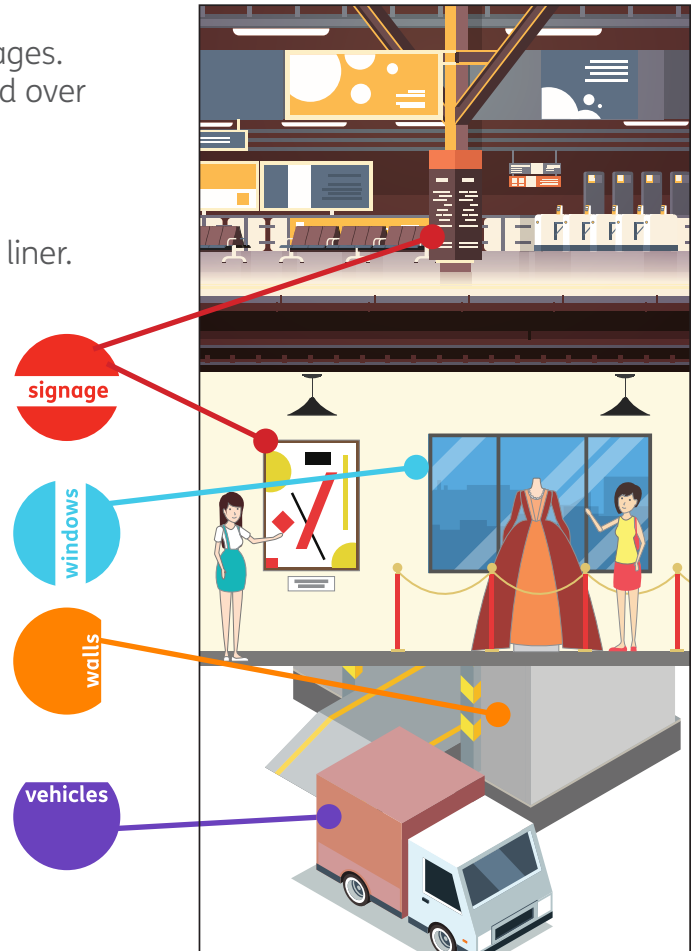 ages.
d over
liner.
signage
windows
walls
vehicles